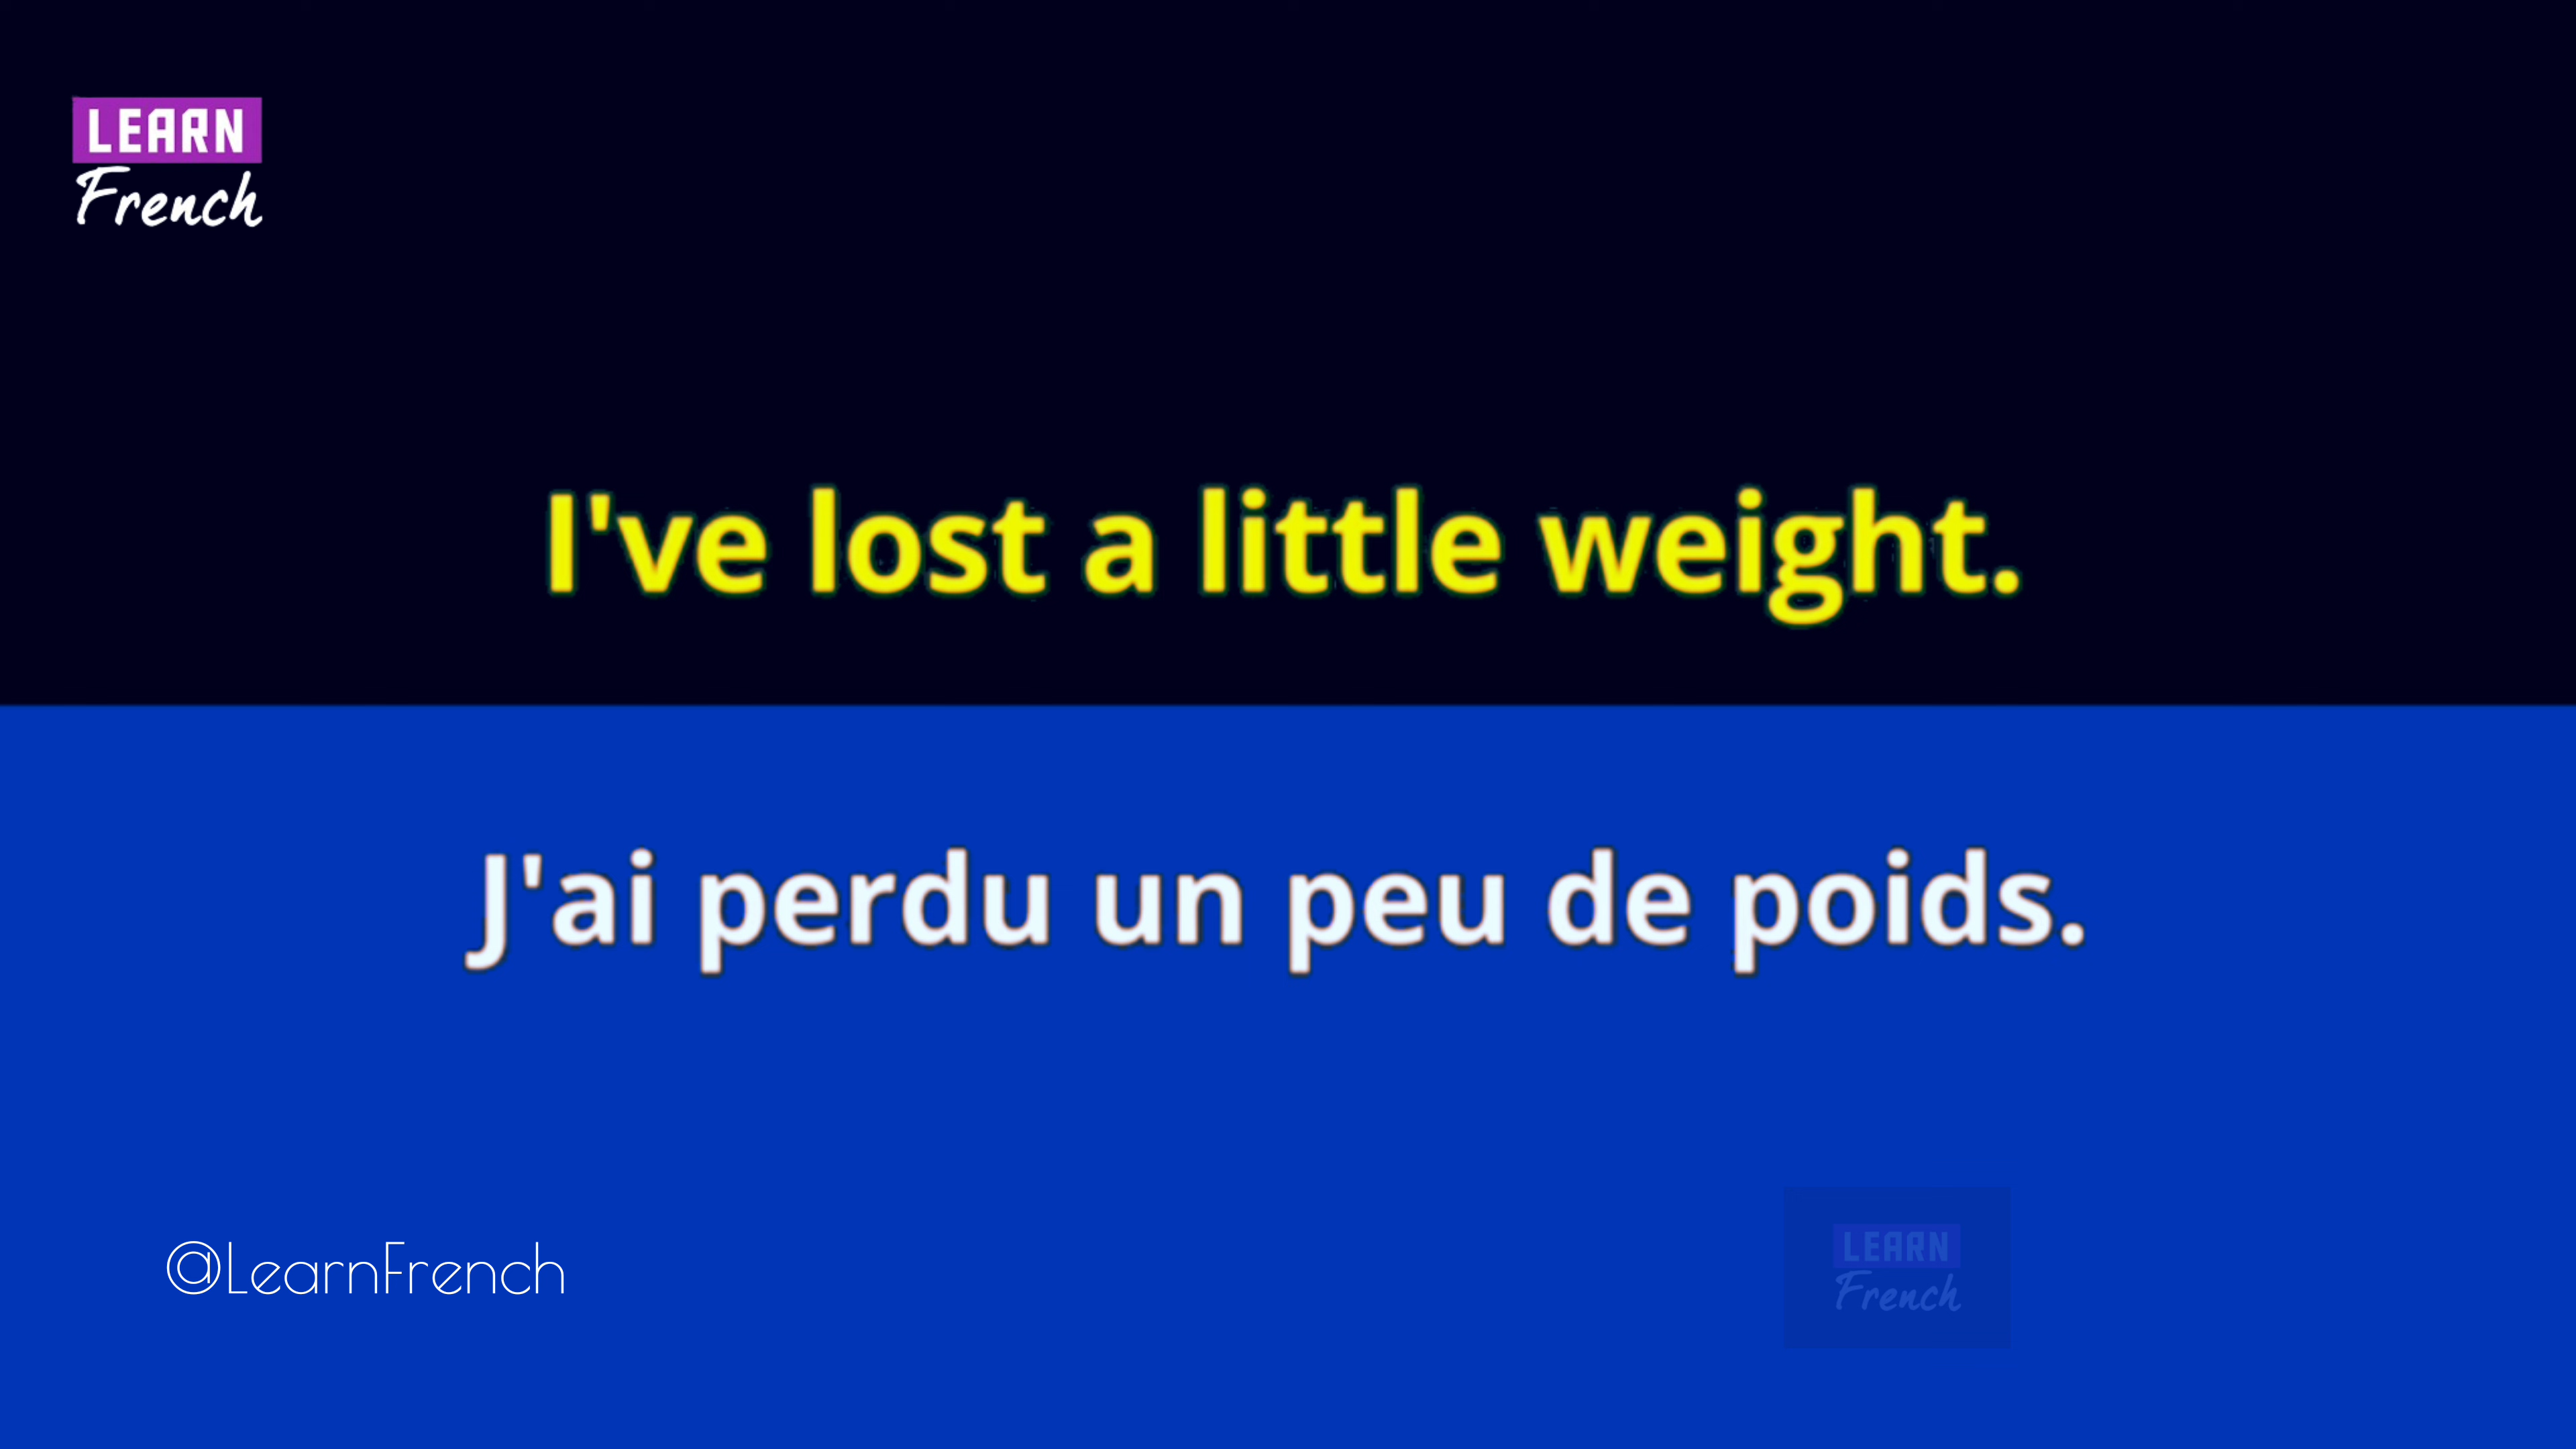 LEARN
French
I've lost a little weight.
J'ai perdu un peu de poids.
@LearnFrench
LEARN
French